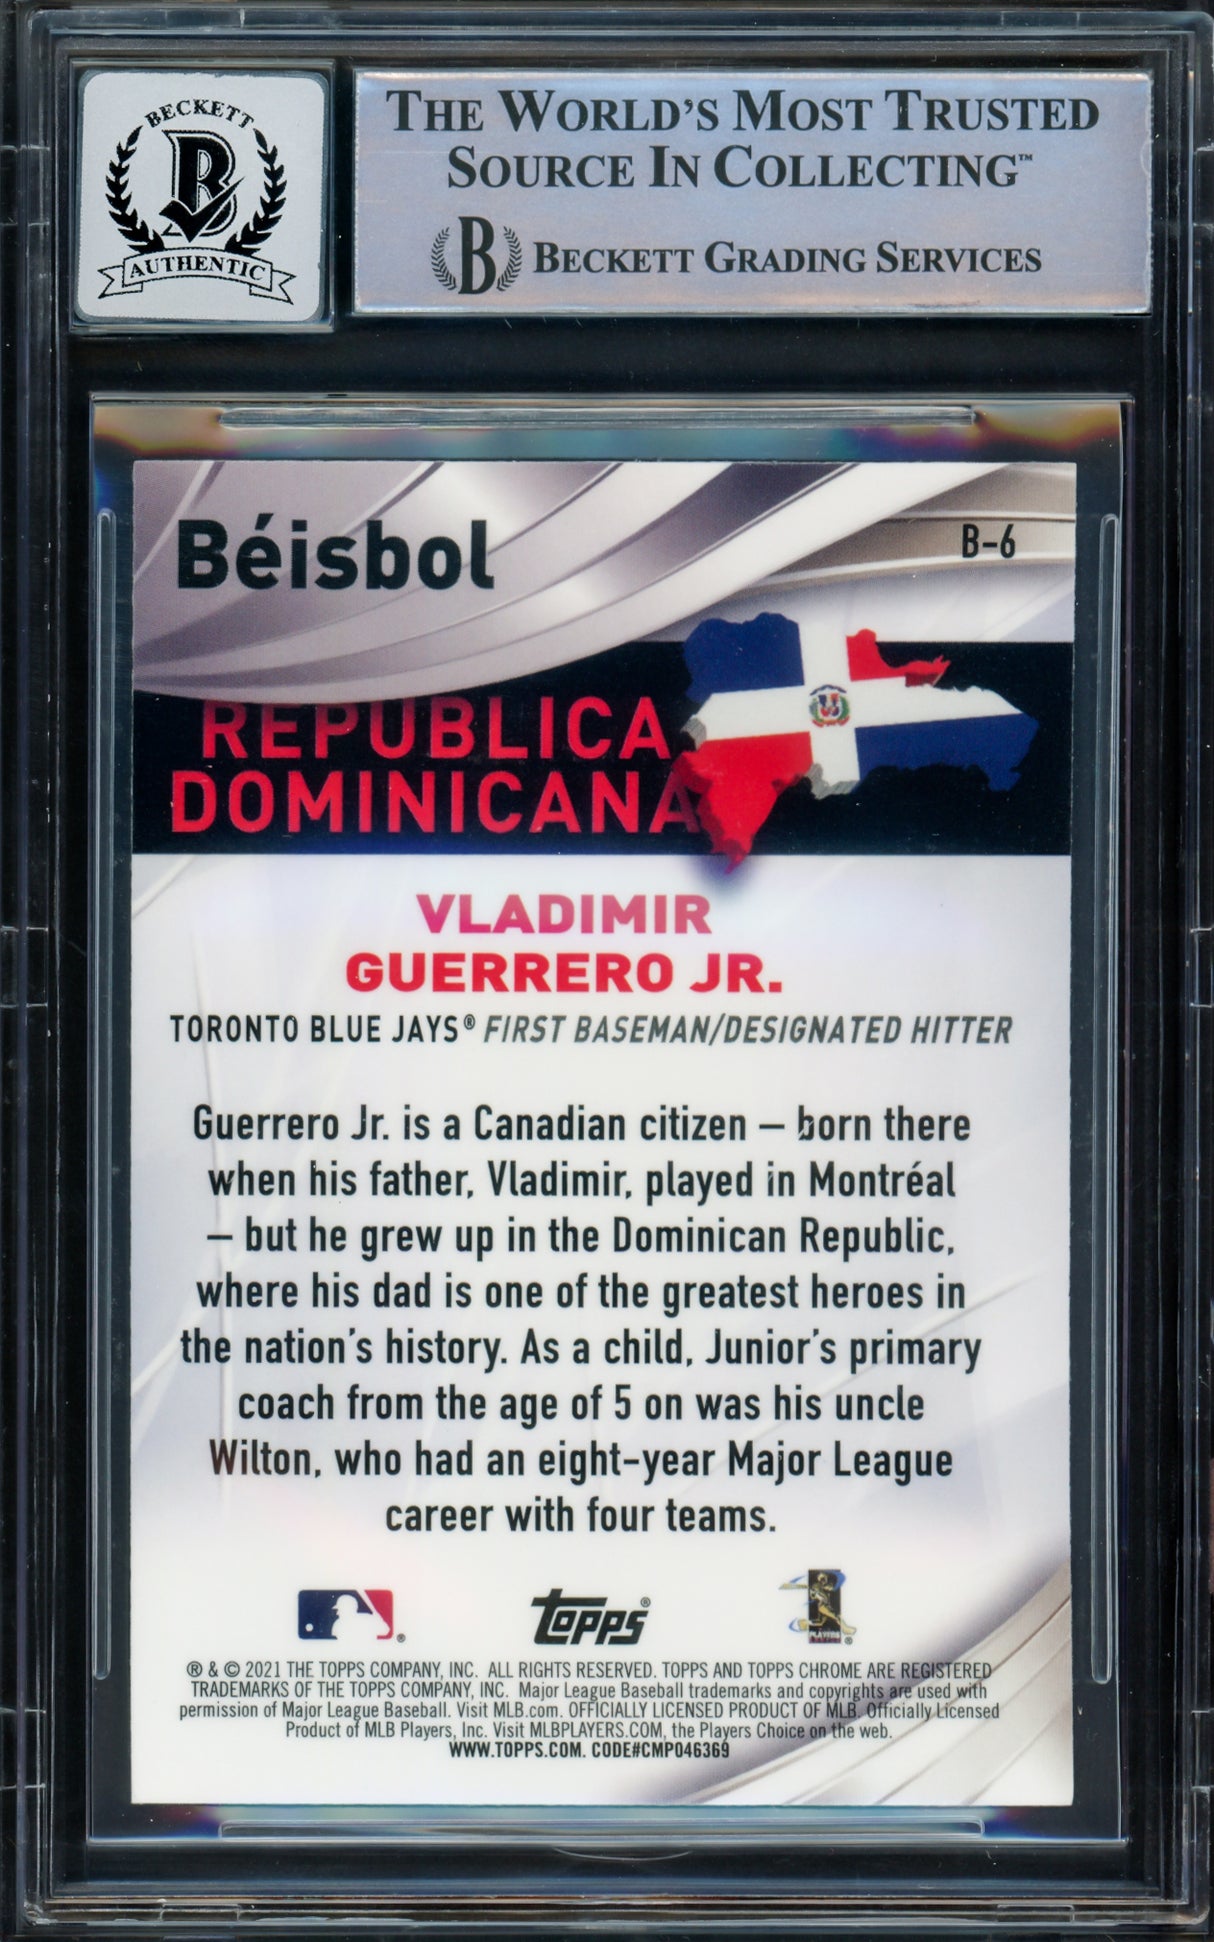 BECKETT
B
AUTHENTIC
THE WORLD'S MOST TRUSTED
SOURCE IN COLLECTING™
B BECKETT GRADING SERVICES
Béisbol
B-6
REPUBLICA
DOMINICANA
VLADIMIR
GUERRERO JR.
TORONTO BLUE JAYS® FIRST BASEMAN/DESIGNATED HITTER
Guerrero Jr. is a Canadian citizen – born there
when his father, Vladimir, played in Montréal
– but he grew up in the Dominican Republic,
where his dad is one of the greatest heroes in
the nation's history. As a child, Junior's primary
coach from the age of 5 on was his uncle
Wilton, who had an eight-year Major League
career with four teams.
topps®
PLAYERS
® & © 2021 THE TOPPS COMPANY, INC. ALL RIGHTS RESERVED. TOPPS AND TOPPS CHROME ARE REGISTERED
TRADEMARKS OF THE TOPPS COMPANY, INC. Major League Baseball trademarks and copyrights are used with
permission of Major League Baseball. Visit MLB.com. OFFICIALLY LICENSED PRODUCT OF MLB. Officially Licensed
Product of MLB Players, Inc. Visit MLBPLAYERS.COM, the Players Choice on the web.
WWW.TOPPS.COM. CODE#CMP046369